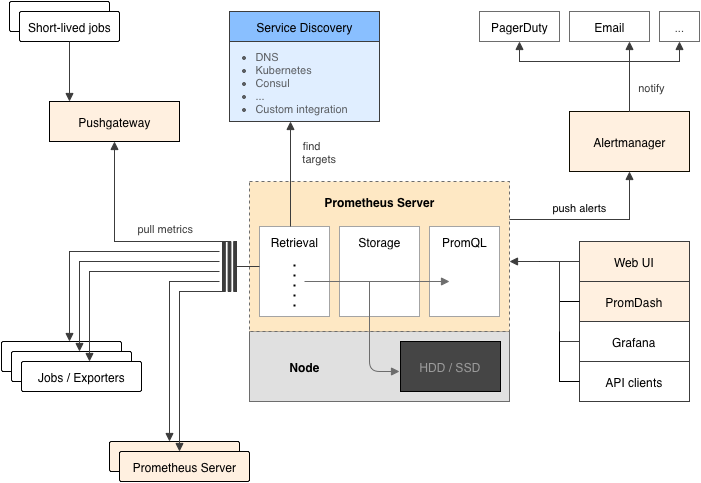 Short-lived jobs
Service Discovery
DNS
Kubernetes
Consul
...
Custom integration
PagerDuty
Email
...
notify
Pushgateway
Alertmanager
find
targets
push alerts
pull metrics
Prometheus Server
Retrieval
Storage
PromQL
Web UI
PromDash
Grafana
API clients
Jobs / Exporters
Node
HDD / SSD
Prometheus Server